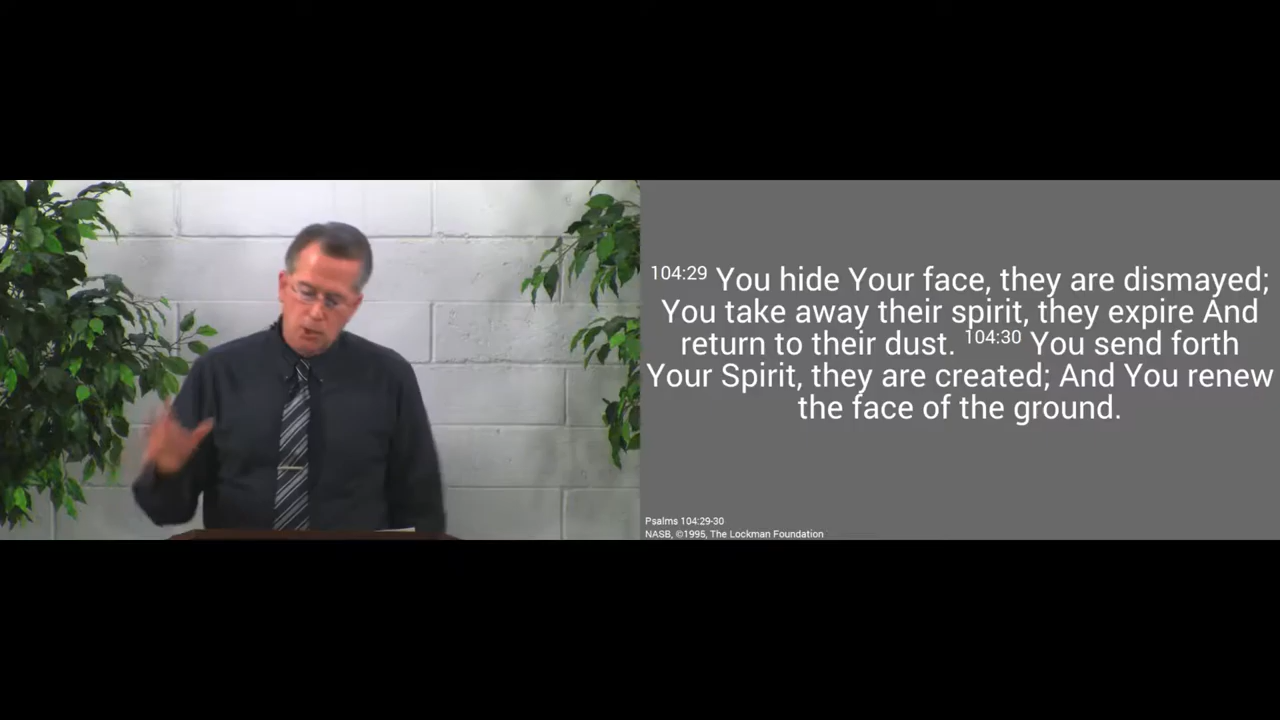 104:29 You hide Your face, they are dismayed;
You take away their spirit, they expire And
return to their dust. 104:30 You send forth
Your Spirit, they are created; And You renew
the face of the ground.
Psalms 104:29-30
NASB, ©1995, The Lockman Foundation